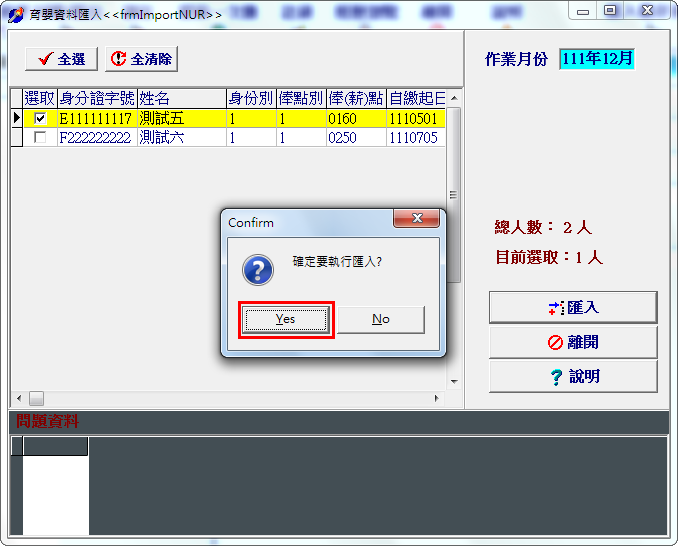 育嬰資料匯入<<frmImportNUR>>
全選 全清除
作業月份 111年12月
選取 身分證字號 姓名 身份別 俸點別 俸(薪)點 自繳起日
E111111117 測試五 1 1 0160 1110501
F222222222 測試六 1 1 0250 1110705
Confirm
確定要執行匯入?
Yes No
總人數： 2 人
目前選取：1 人
匯入
離開
說明
問題資料